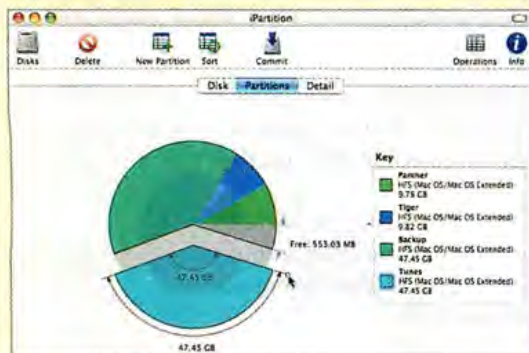 iPartition
Disks Delete New Partition Sort Commit Operations Info
Disk Partitions Detail
Key
Panther
HFS (Mac OS/Mac OS Extended)
9.76 GB
Tiger
HFS (Mac OS/Mac OS Extended)
9.82 GB
Backup
HFS (Mac OS/Mac OS Extended)
47.45 GB
Tunes
HFS (Mac OS/Mac OS Extended)
47.45 GB
Free: 553.03 MB
47.45 GB
47.45 GB